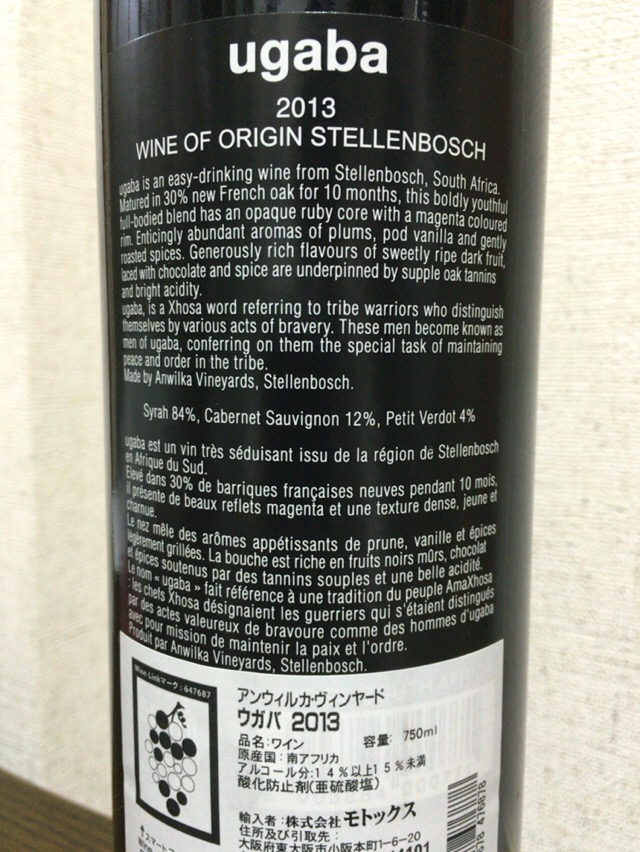 ugaba
2013
WINE OF ORIGIN STELLENBOSCH
ugaba is an easy-drinking wine from Stellenbosch, South Africa.
Matured in 30% new French oak for 10 months, this boldly youthful
full-bodied blend has an opaque ruby core with a magenta coloured
rim. Enticingly abundant aromas of plums, pod vanilla and gently
roasted spices. Generously rich flavours of sweetly ripe dark fruit,
laced with chocolate and spice are underpinned by supple oak tannins
and bright acidity.
ugaba, is a Xhosa word referring to tribe warriors who distinguish
themselves by various acts of bravery. These men become known as
men of ugaba, conferring on them the special task of maintaining
peace and order in the tribe.
Made by Anwilka Vineyards, Stellenbosch.
Syrah 84%, Cabernet Sauvignon 12%, Petit Verdot 4%
ugaba est un vin très séduisant issu de la région de Stellenbosch
en Afrique du Sud.
Elevé dans 30% de barriques françaises neuves pendant 10 mois,
il présente de beaux reflets magenta et une texture dense, jeune et
charnue.
Le nez mêle des arômes appétissants de prune, vanille et épices
légèrement grillées. La bouche est riche en fruits noirs mûrs, chocolat
et épices soutenus par des tannins souples et une belle acidité.
Le nom « ugaba » fait référence à une tradition du peuple AmaXhosa
: les chefs Xhosa désignaient les guerriers qui s'étaient distingués
par des actes valeureux de bravoure comme des hommes d'ugaba
avec pour mission de maintenir la paix et l'ordre.
Produit par Anwilka Vineyards, Stellenbosch.
Wine-Linkマーク:647687
アンウィルカ・ヴィンヤード
ウガバ 2013
品名:ワイン 容量: 750ml
原産国:南アフリカ
アルコール分:14%以上15%未満
酸化防止剤(亜硫酸塩)
輸入者:株式会社モトックス
住所及び引取先:
大阪府東大阪市小阪本町1-6-20